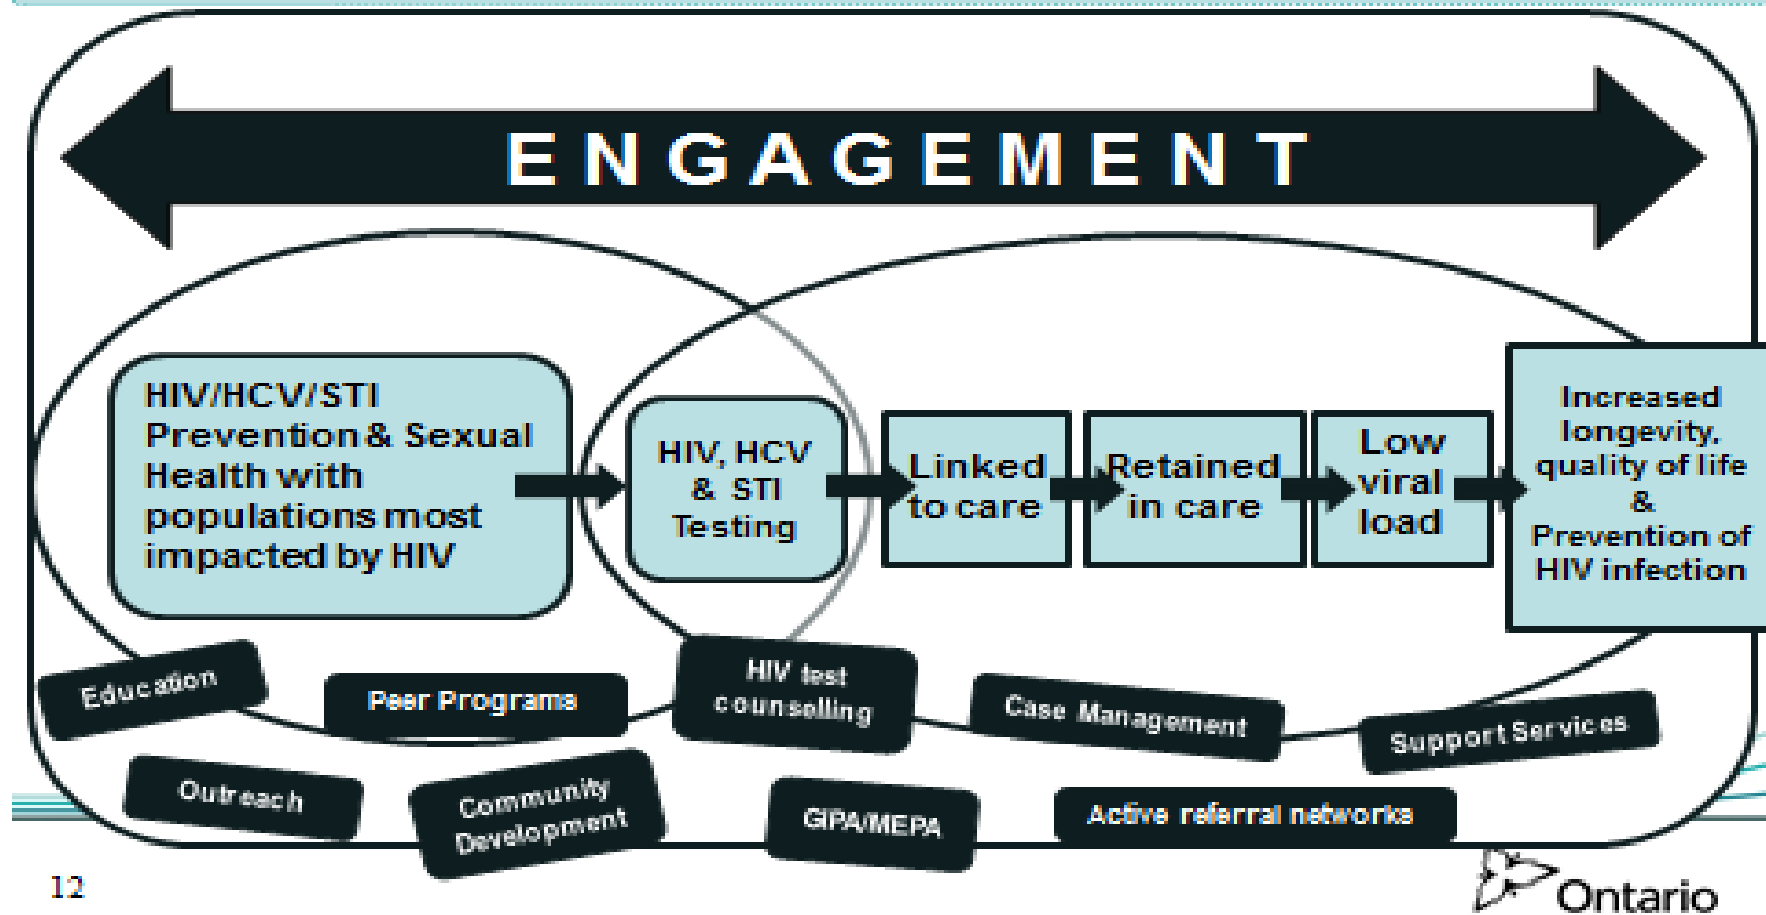 ENGAGEMENT
HIV/HCV/STI
Prevention & Sexual
Health with
populations most
impacted by HIV
HIV, HCV
& STI
Testing
Linked
to care
Retained
in care
Low
viral
load
Increased
longevity,
quality of life
&
Prevention of
HIV infection
Education
Peer Programs
HIV test
counselling
Case Management
Support Services
Outreach
Community
Development
GIPA/MEPA
Active referral networks
12
Ontario